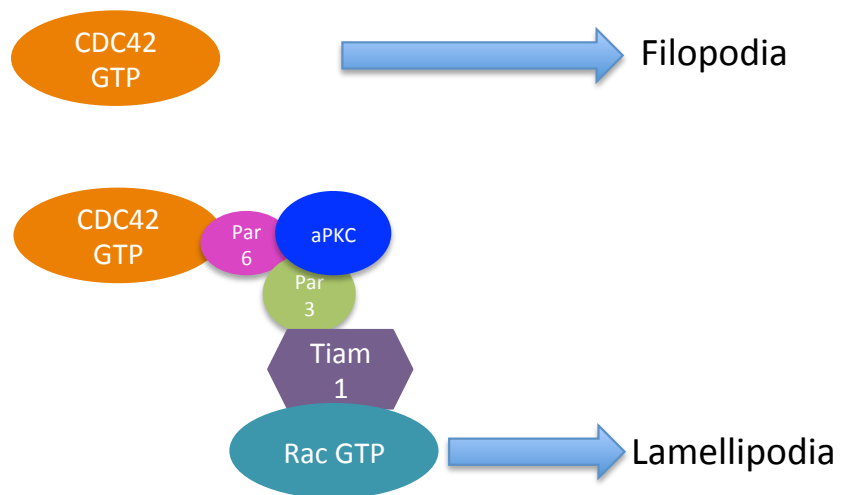 CDC42
GTP
Filopodia
CDC42
GTP
Par
6
aPKC
Par
3
Tiam
1
Rac GTP
Lamellipodia